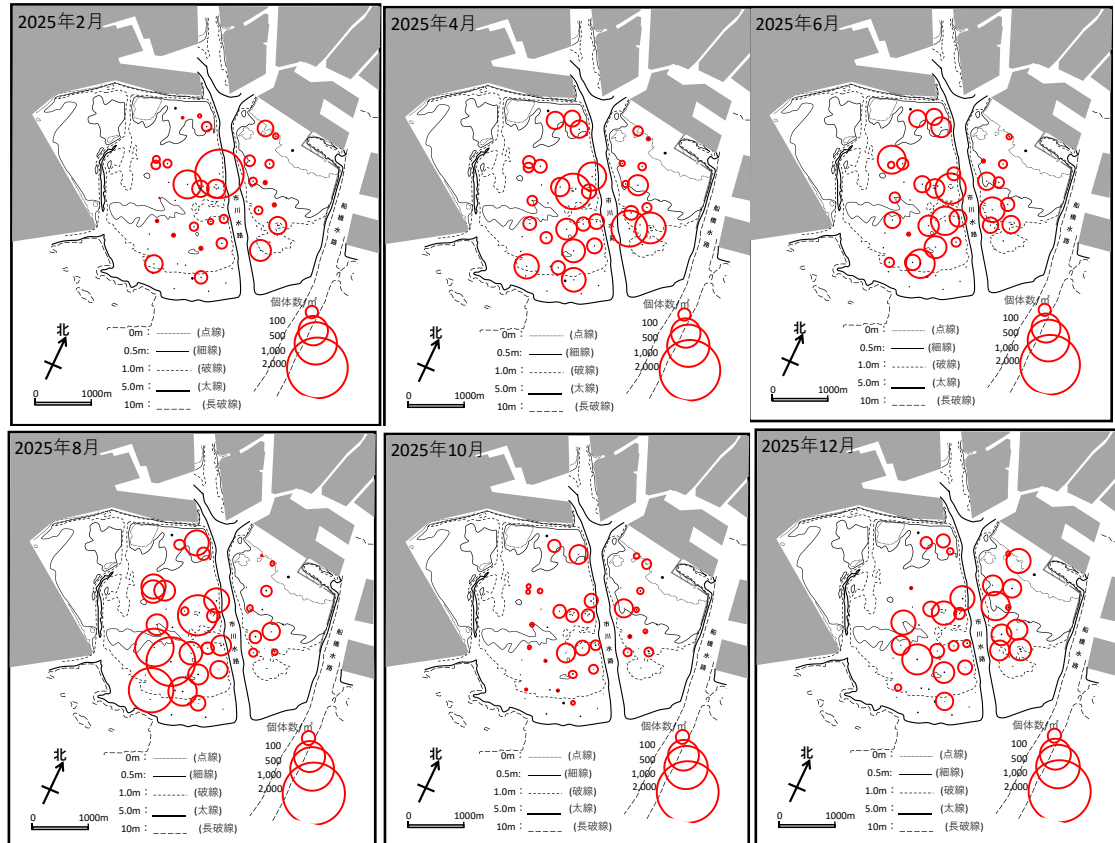 2025年2月
市川水路
船橋水路
個体数/㎡
100
500
1,000
2,000
北
0m : (点線)
0.5m: (細線)
1.0m : (破線)
5.0m : (太線)
10m : (長破線)
0 1000m
2025年4月
市川水路
船橋水路
個体数/㎡
100
500
1,000
2,000
北
0m : (点線)
0.5m: (細線)
1.0m : (破線)
5.0m : (太線)
10m : (長破線)
0 1000m
2025年6月
市川水路
船橋水路
個体数/㎡
100
500
1,000
2,000
北
0m : (点線)
0.5m: (細線)
1.0m : (破線)
5.0m : (太線)
10m : (長破線)
0 1000m
2025年8月
市川水路
船橋水路
個体数/㎡
100
500
1,000
2,000
北
0m : (点線)
0.5m: (細線)
1.0m : (破線)
5.0m : (太線)
10m : (長破線)
0 1000m
2025年10月
市川水路
船橋水路
個体数/㎡
100
500
1,000
2,000
北
0m : (点線)
0.5m: (細線)
1.0m : (破線)
5.0m : (太線)
10m : (長破線)
0 1000m
2025年12月
市川水路
船橋水路
個体数/㎡
100
500
1,000
2,000
北
0m : (点線)
0.5m: (細線)
1.0m : (破線)
5.0m : (太線)
10m : (長破線)
0 1000m